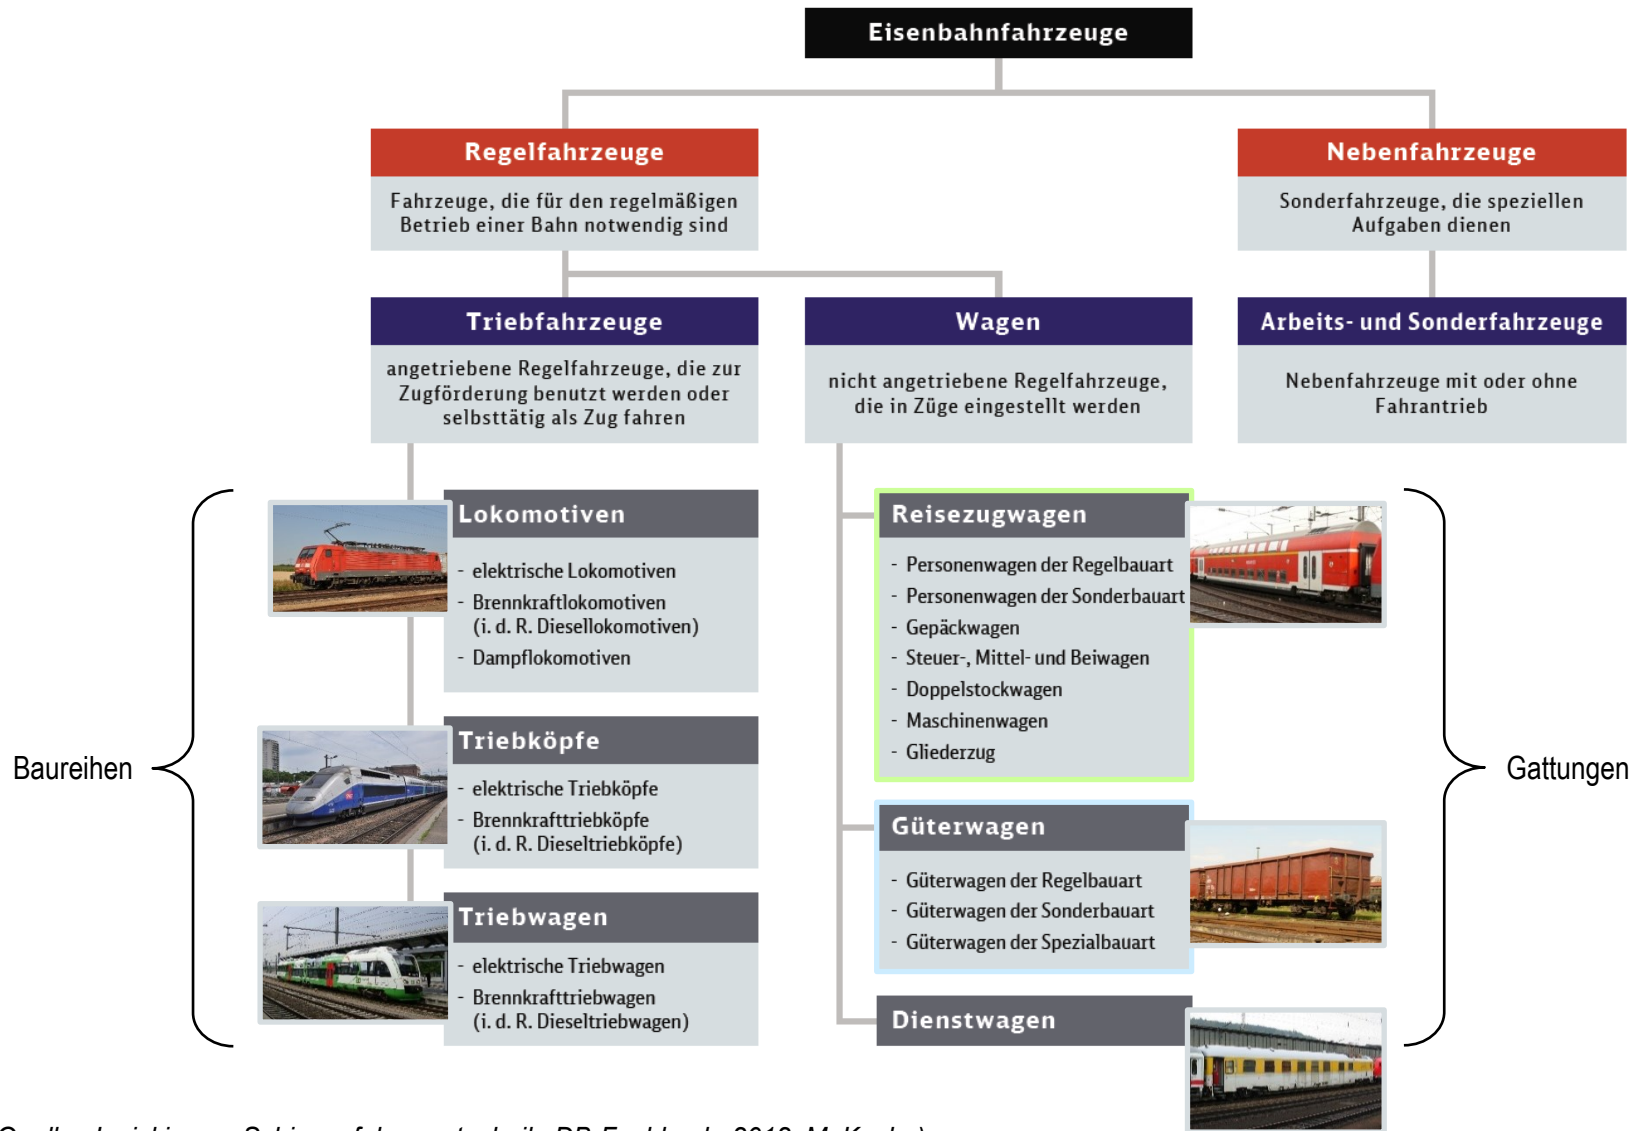 Eisenbahnfahrzeuge
Regelfahrzeuge
Fahrzeuge, die für den regelmäßigen
Betrieb einer Bahn notwendig sind
Nebenfahrzeuge
Sonderfahrzeuge, die speziellen
Aufgaben dienen
Triebfahrzeuge
angetriebene Regelfahrzeuge, die zur
Zugförderung benutzt werden oder
selbsttätig als Zug fahren
Wagen
nicht angetriebene Regelfahrzeuge,
die in Züge eingestellt werden
Arbeits- und Sonderfahrzeuge
Nebenfahrzeuge mit oder ohne
Fahrantrieb
Baureihen
Lokomotiven
- elektrische Lokomotiven
- Brennkraftlokomotiven
(i. d. R. Diesellokomotiven)
- Dampflokomotiven
Triebköpfe
- elektrische Triebköpfe
- Brennkrafttriebköpfe
(i. d. R. Dieseltriebköpfe)
Triebwagen
- elektrische Triebwagen
- Brennkrafttriebwagen
(i. d. R. Dieseltriebwagen)
Reisezugwagen
- Personenwagen der Regelbauart
- Personenwagen der Sonderbauart
- Gepäckwagen
- Steuer-, Mittel- und Beiwagen
- Doppelstockwagen
- Maschinenwagen
- Gliederzug
Güterwagen
- Güterwagen der Regelbauart
- Güterwagen der Sonderbauart
- Güterwagen der Spezialbauart
Dienstwagen
Gattungen